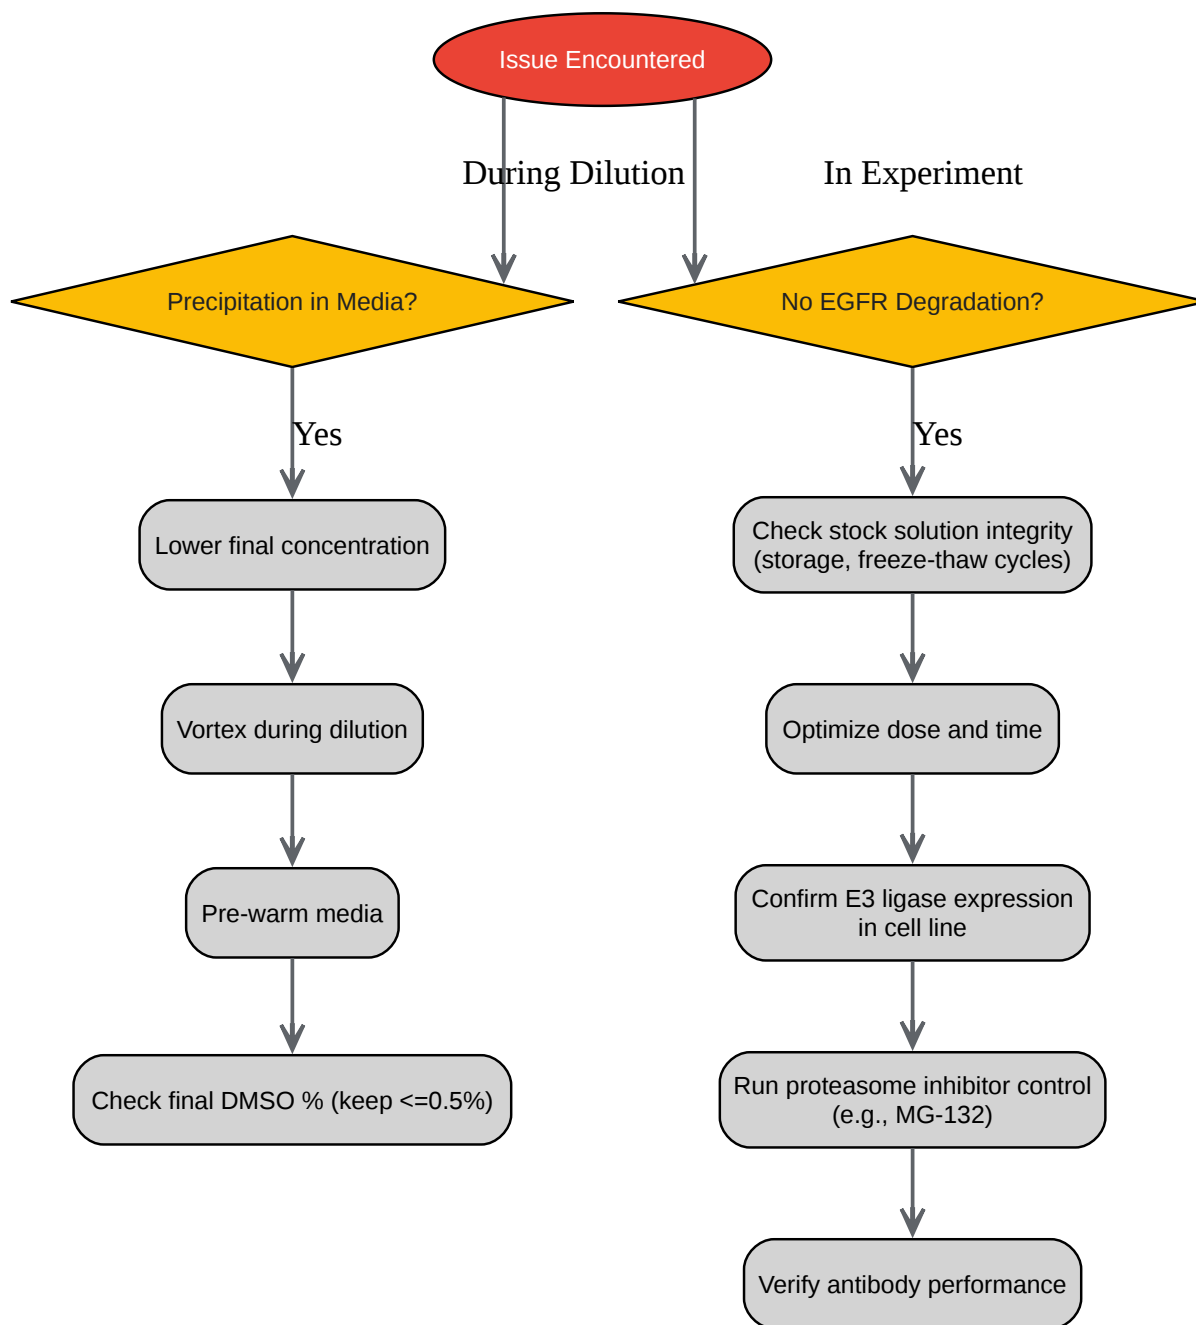 Issue Encountered
During Dilution
In Experiment
Precipitation in Media?
No EGFR Degradation?
Yes
Yes
Lower final concentration
Check stock solution integrity
(storage, freeze-thaw cycles)
Vortex during dilution
Optimize dose and time
Pre-warm media
Confirm E3 ligase expression
in cell line
Check final DMSO % (keep <=0.5%)
Run proteasome inhibitor control
(e.g., MG-132)
Verify antibody performance